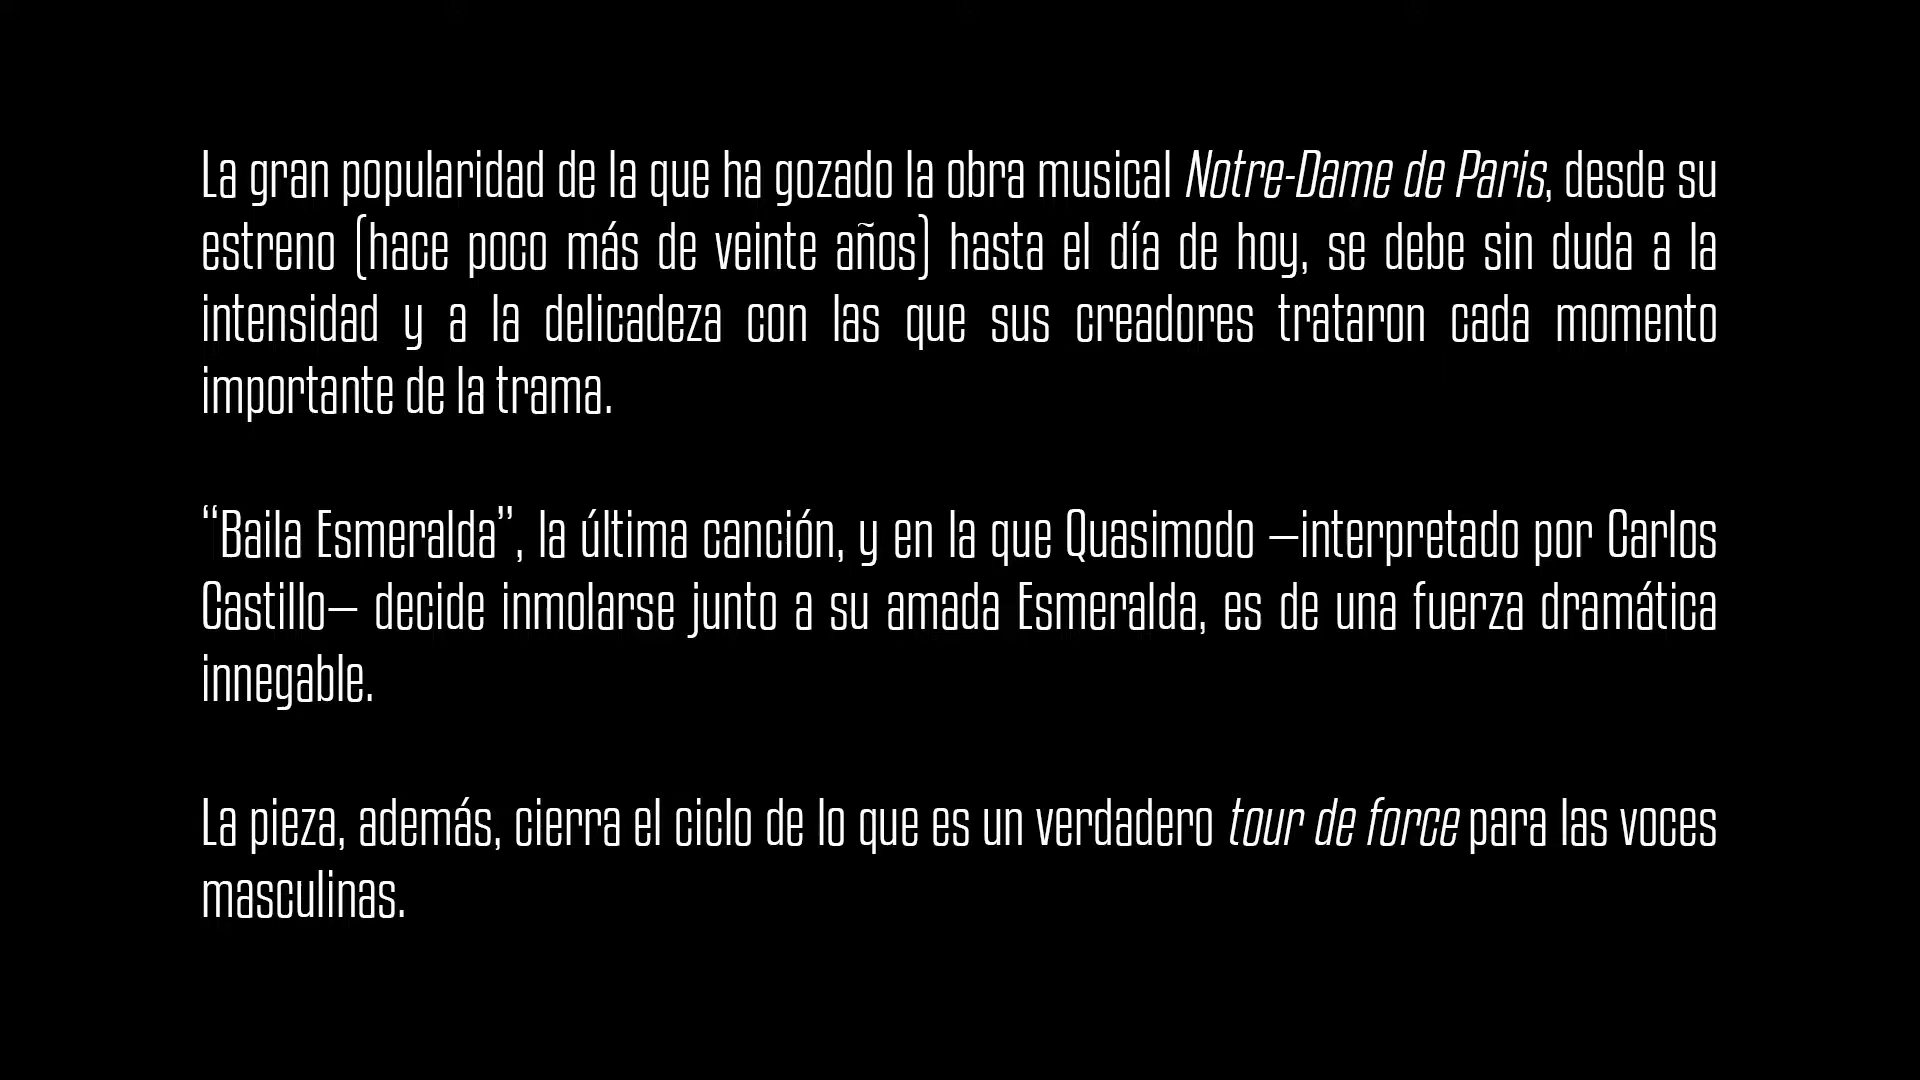 La gran popularidad de la que ha gozado la obra musical Notre-Dame de Paris, desde su
estreno (hace poco más de veinte años) hasta el día de hoy, se debe sin duda a la
intensidad y a la delicadeza con las que sus creadores trataron cada momento
importante de la trama.
“Baila Esmeralda”, la última canción, y en la que Quasimodo —interpretado por Carlos
Castillo— decide inmolarse junto a su amada Esmeralda, es de una fuerza dramática
innegable.
La pieza, además, cierra el ciclo de lo que es un verdadero tour de force para las voces
masculinas.